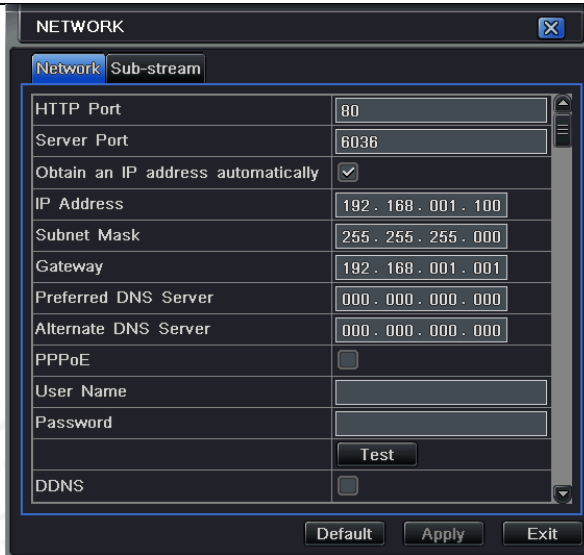 NETWORK
Network Sub-stream
HTTP Port 80
Server Port 6036
Obtain an IP address automatically
IP Address 192 . 168 . 001 . 100
Subnet Mask 255 . 255 . 255 . 000
Gateway 192 . 168 . 001 . 001
Preferred DNS Server 000 . 000 . 000 . 000
Alternate DNS Server 000 . 000 . 000 . 000
PPPoE
User Name
Password
Test
DDNS
Default Apply Exit